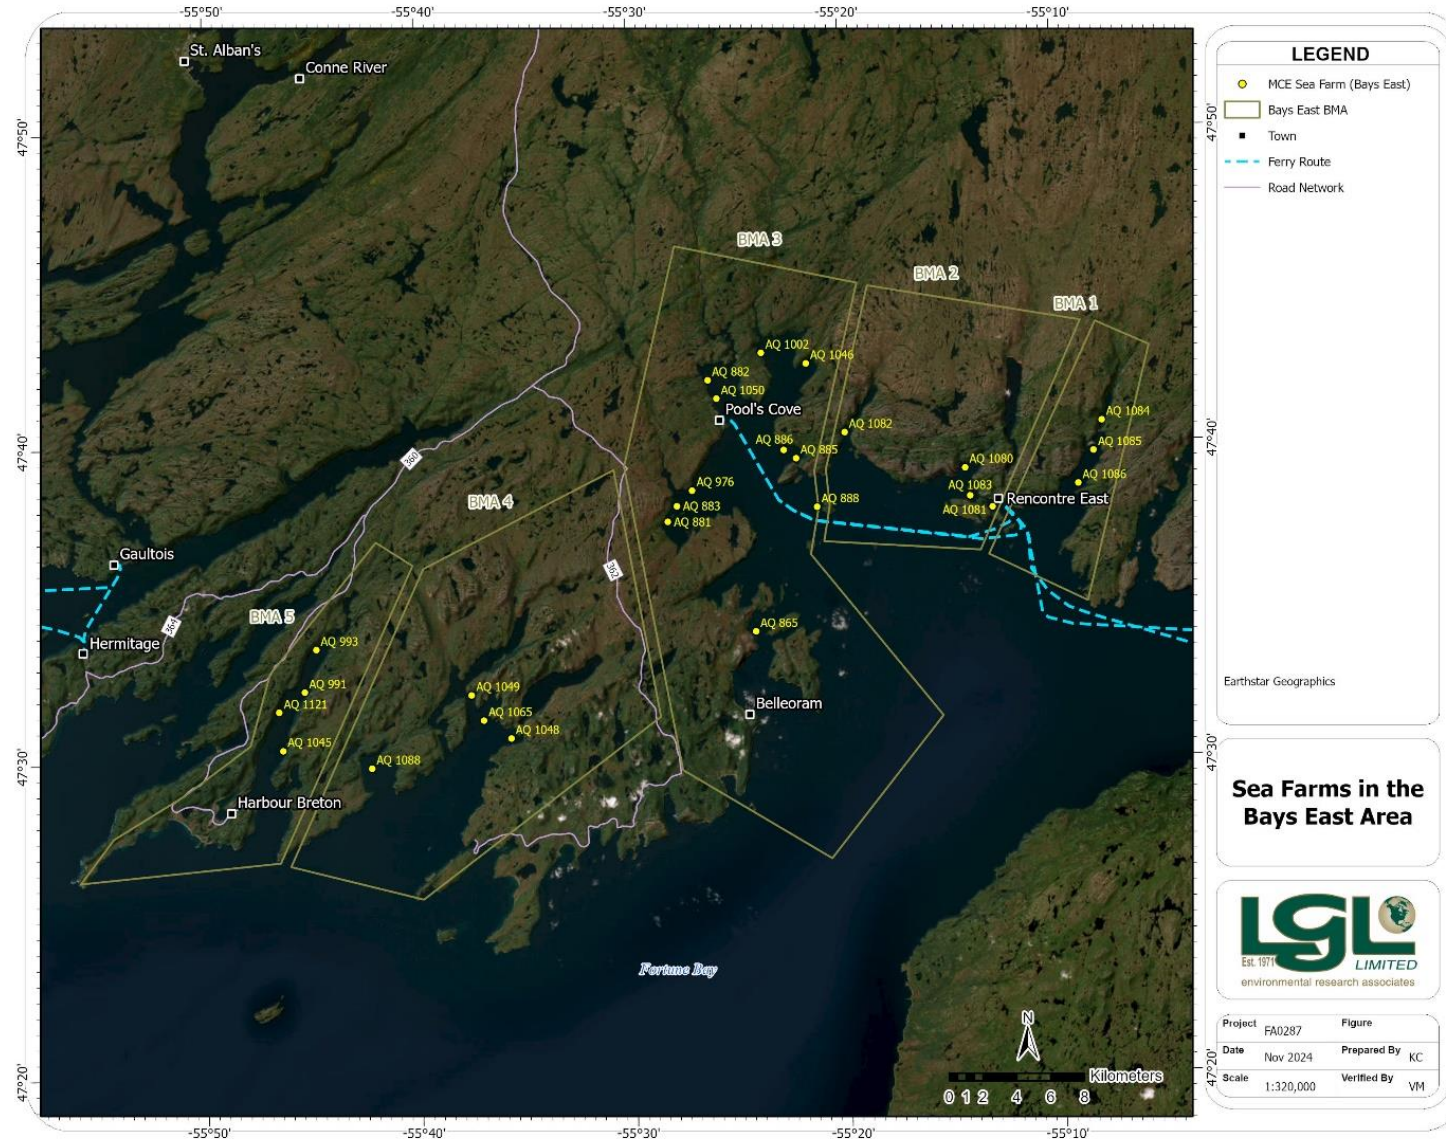 -55°50'
-55°40'
-55°30'
-55°20'
-55°10'
St. Alban's
Conne River
47°50'
47°50'
BMA 3
BMA 2
BMA 1
AQ 1002
AQ 1046
AQ 882
AQ 1050
Pool's Cove
AQ 1084
AQ 1082
AQ 1085
47°40'
47°40'
AQ 886
AQ 885
360
AQ 1080
AQ 1086
AQ 976
AQ 1083
Rencontre East
BMA 4
AQ 883
AQ 888
AQ 1081
AQ 881
Gaultois
362
BMA 5
364
AQ 865
Hermitage
AQ 993
AQ 991
AQ 1049
AQ 1121
AQ 1065
Belleoram
AQ 1048
AQ 1045
AQ 1088
47°30'
47°30'
Harbour Breton
Fortune Bay
N
47°20'
47°20'
Kilometers
0 1 2 4 6 8
-55°50'
-55°40'
-55°30'
-55°20'
-55°10'
LEGEND
MCE Sea Farm (Bays East)
Bays East BMA
Town
Ferry Route
Road Network
Earthstar Geographics
Sea Farms in the
Bays East Area
LGL
Est. 1971
LIMITED
environmental research associates
Project FA0287 Figure
Date Nov 2024 Prepared By KC
Scale 1:320,000 Verified By VM